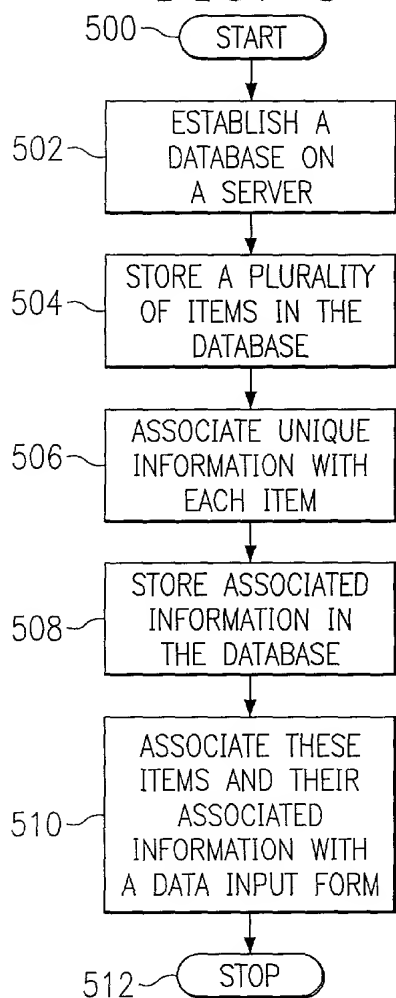 500
START
502
ESTABLISH A
DATABASE ON
A SERVER
504
STORE A PLURALITY
OF ITEMS IN THE
DATABASE
506
ASSOCIATE UNIQUE
INFORMATION WITH
EACH ITEM
508
STORE ASSOCIATED
INFORMATION IN
THE DATABASE
510
ASSOCIATE THESE
ITEMS AND THEIR
ASSOCIATED
INFORMATION WITH
A DATA INPUT FORM
512
STOP